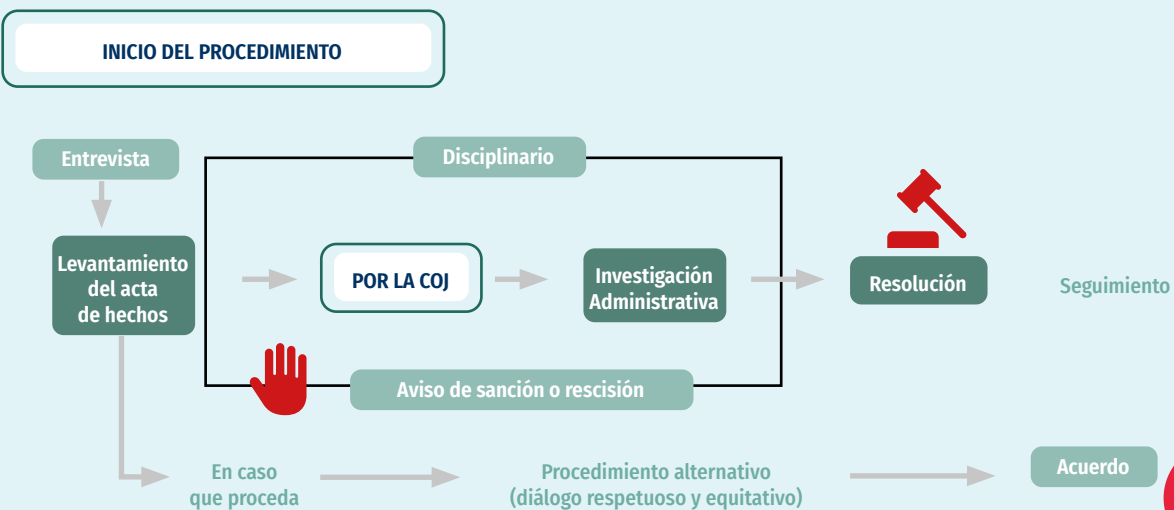 INICIO DEL PROCEDIMIENTO
Entrevista
Disciplinario
Levantamiento
del acta
de hechos
POR LA COJ
Investigación
Administrativa
Resolución
Seguimiento
Aviso de sanción o rescisión
En caso
que proceda
Procedimiento alternativo
(diálogo respetuoso y equitativo)
Acuerdo